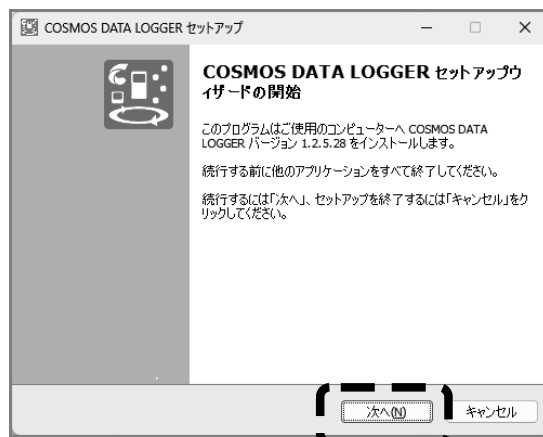 COSMOS DATA LOGGER セットアップ
COSMOS DATA LOGGER セットアップウ
ィザードの開始
このプログラムはご使用のコンピューターへ COSMOS DATA
LOGGER バージョン 1.2.5.28 をインストールします。
続行する前に他のアプリケーションをすべて終了してください。
続行するには「次へ」、セットアップを終了するには「キャンセル」をク
リックしてください。
次へ(N)
キャンセル